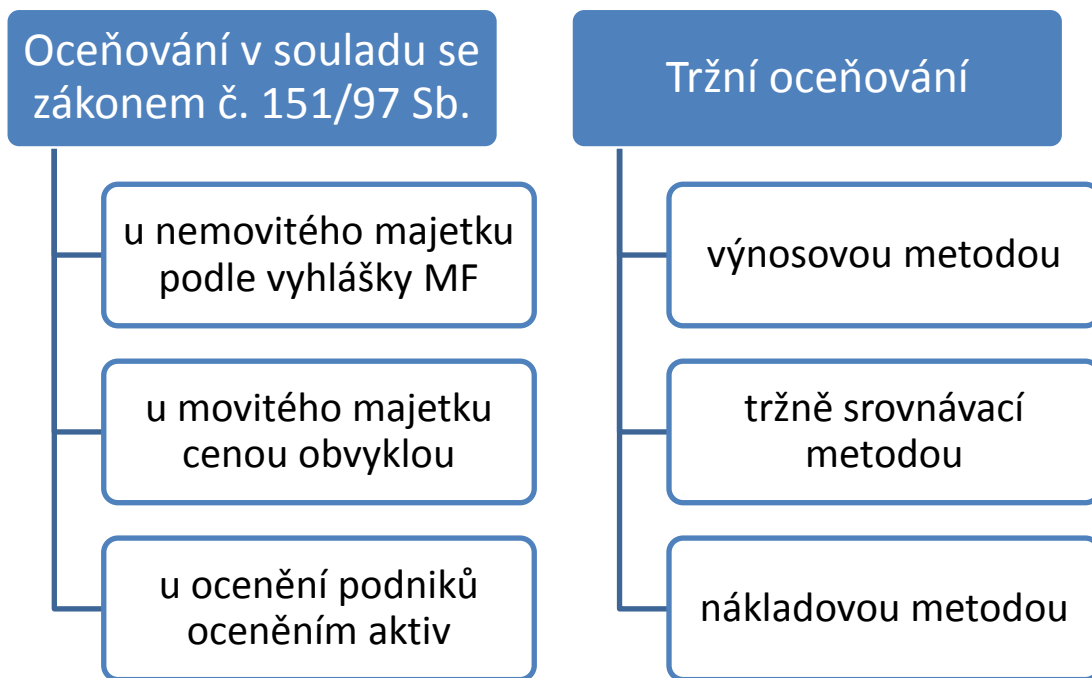 Oceňování v souladu se
zákonem č. 151/97 Sb.
u nemovitého majetku
podle vyhlášky MF
u movitého majetku
cenou obvyklou
u ocenění podniků
oceněním aktiv
Tržní oceňování
výnosovou metodou
tržně srovnávací
metodou
nákladovou metodou